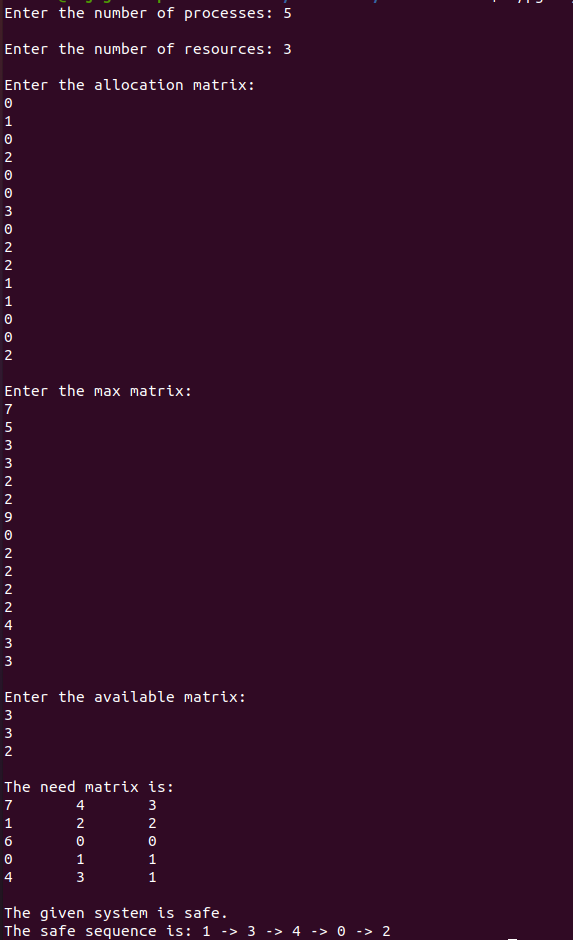 Enter the number of processes: 5
Enter the number of resources: 3
Enter the allocation matrix:
0
1
0
2
0
0
3
0
2
2
1
1
0
0
2
Enter the max matrix:
7
5
3
3
2
2
9
0
2
2
2
2
4
3
3
Enter the available matrix:
3
3
2
The need matrix is:
7 4 3
1 2 2
6 0 0
0 1 1
4 3 1
The given system is safe.
The safe sequence is: 1 -> 3 -> 4 -> 0 -> 2